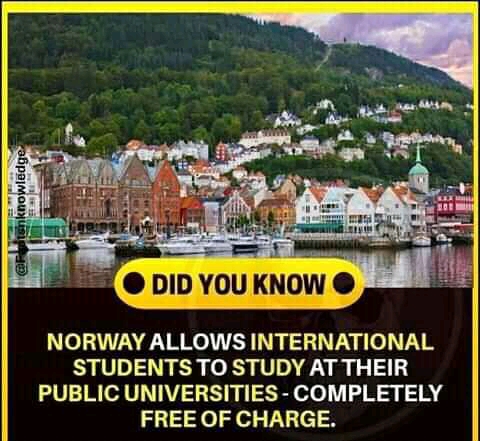 DID YOU KNOW
NORWAY ALLOWS INTERNATIONAL
STUDENTS TO STUDY AT THEIR
PUBLIC UNIVERSITIES - COMPLETELY
FREE OF CHARGE.